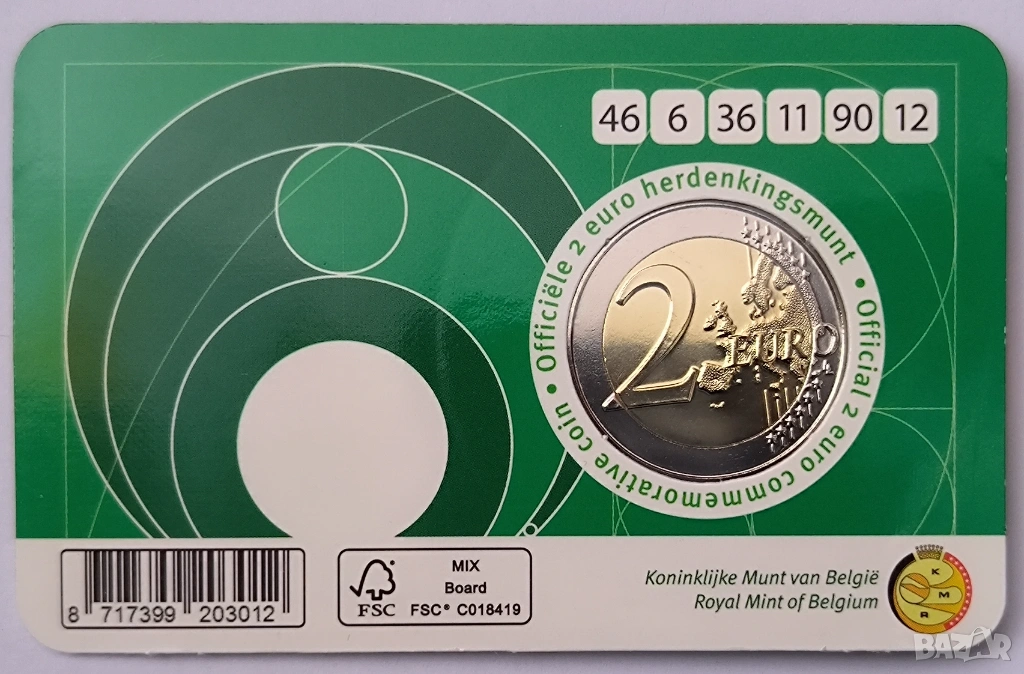 46 6 36 11 90 12
• Officiële 2 euro herdenkingsmunt
• Official 2 euro commemorative coin
2 EURO
8 717399 203012
FSC
MIX
Board
FSC® C018419
Koninklijke Munt van België
Royal Mint of Belgium
K
M
R
BAZAR